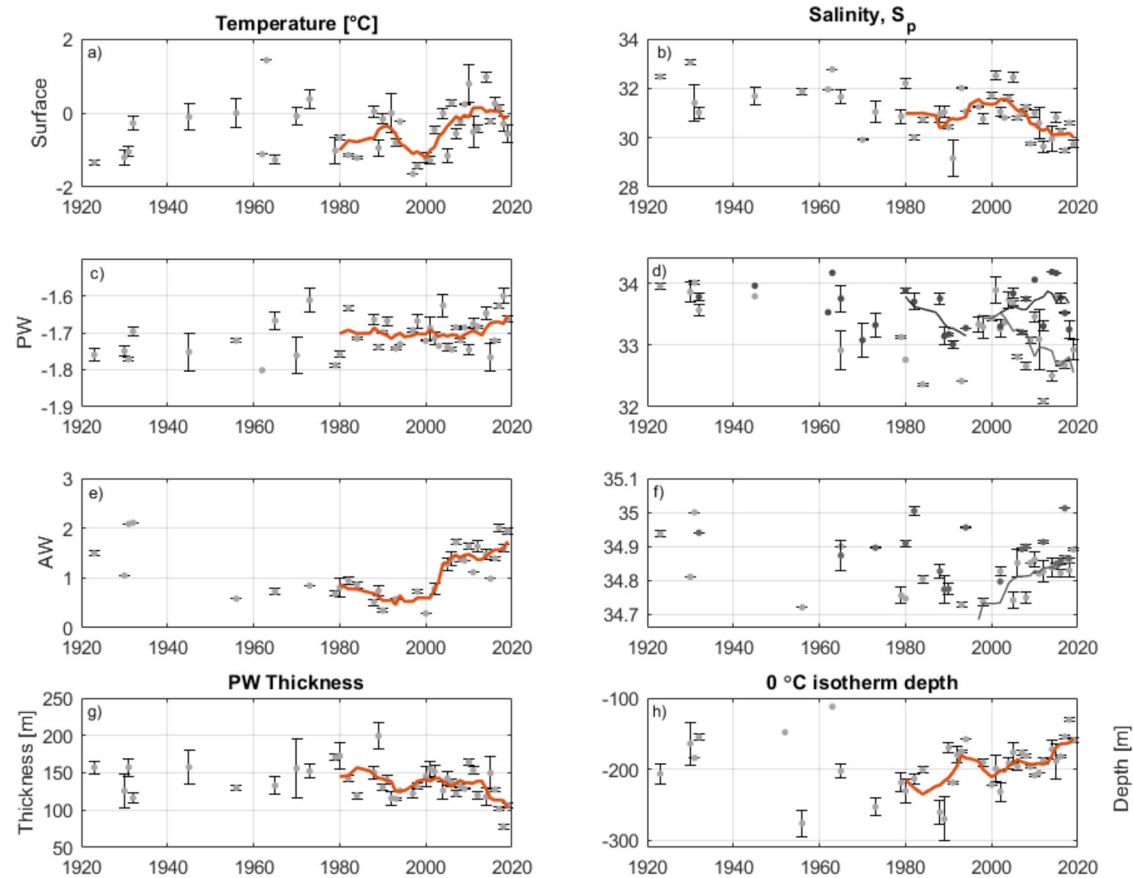 Temperature [°C]
Salinity, Sp
a)
b)
Surface
2
0
-2
34
32
30
28
1920 1940 1960 1980 2000 2020
1920 1940 1960 1980 2000 2020
c)
d)
PW
-1.6
-1.7
-1.8
-1.9
34
33
32
1920 1940 1960 1980 2000 2020
1920 1940 1960 1980 2000 2020
e)
f)
AW
3
2
1
0
35.1
35
34.9
34.8
34.7
1920 1940 1960 1980 2000 2020
1920 1940 1960 1980 2000 2020
PW Thickness
0 °C isotherm depth
g)
h)
Thickness [m]
250
200
150
100
50
-100
-200
-300
Depth [m]
1920 1940 1960 1980 2000 2020
1920 1940 1960 1980 2000 2020